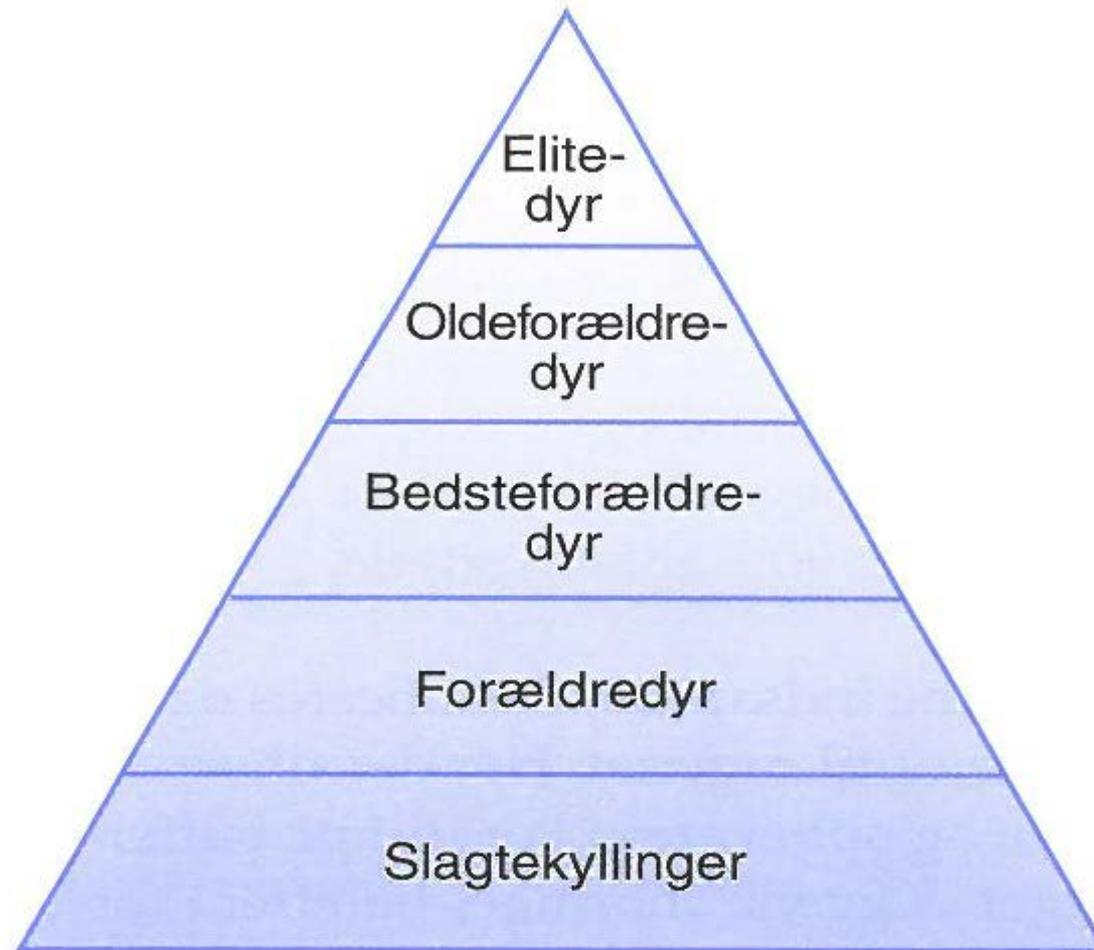 Elite-
dyr
Oldeforældre-
dyr
Bedsteforældre-
dyr
Forældredyr
Slagtekyllinger